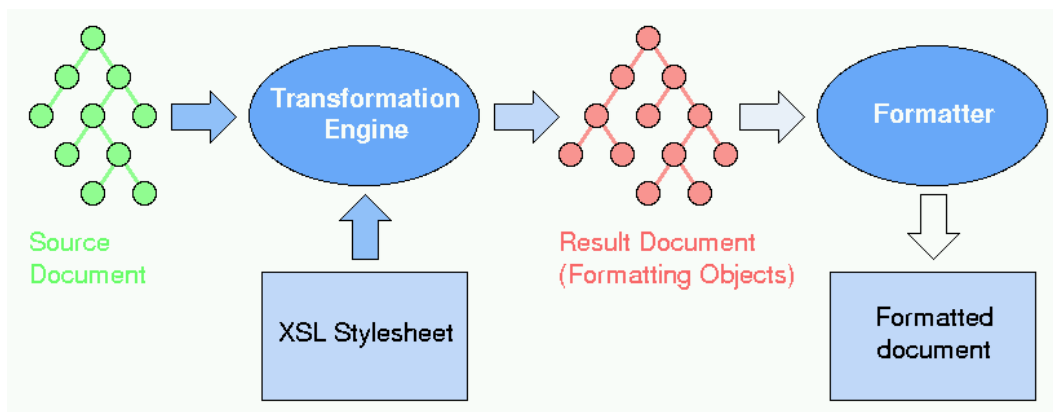 Transformation
Engine
Formatter
Source
Document
Result Document
(Formatting Objects)
XSL Stylesheet
Formatted
document